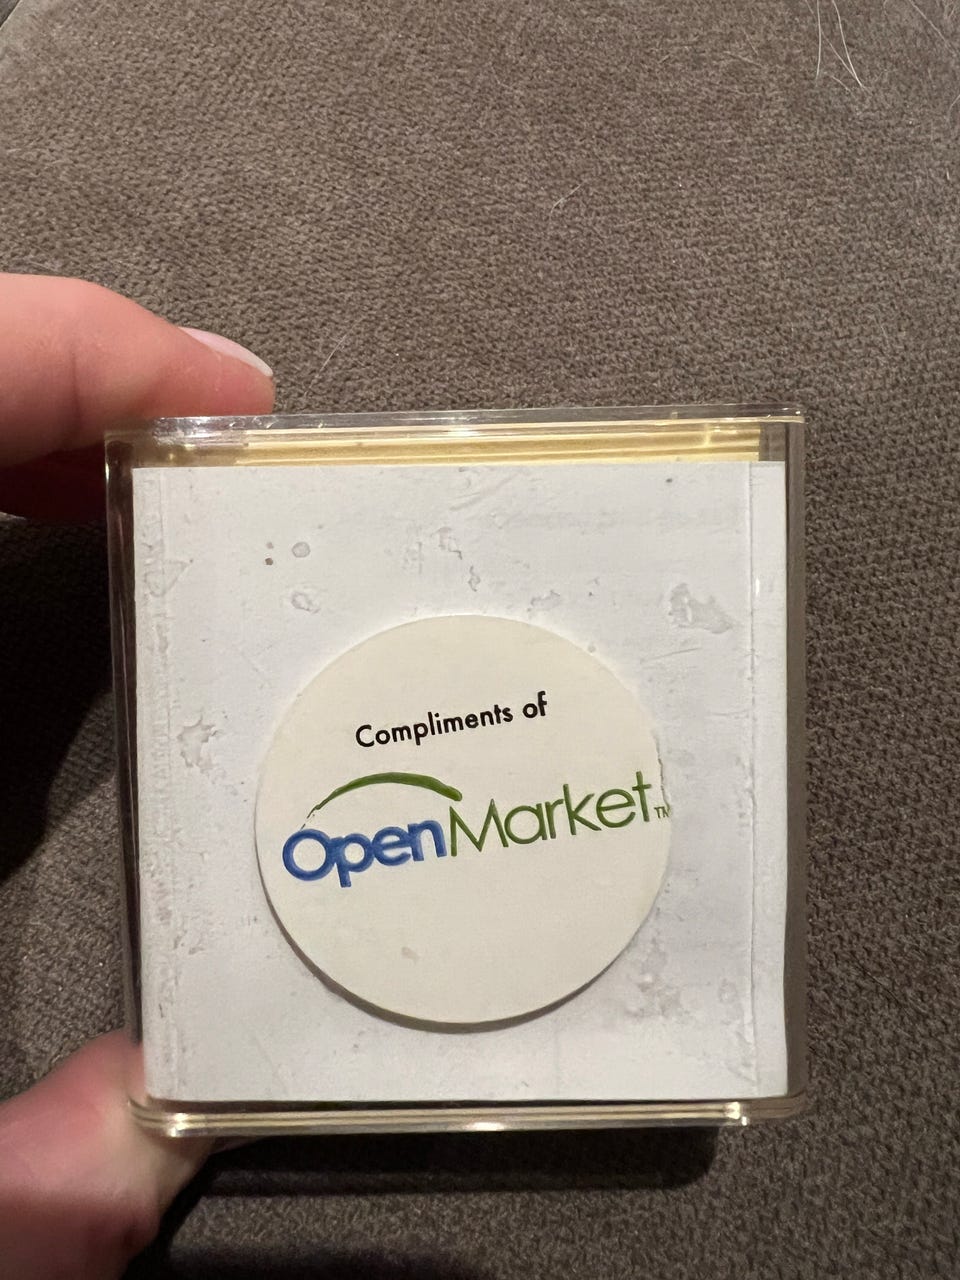 Compliments of
OpenMarket™